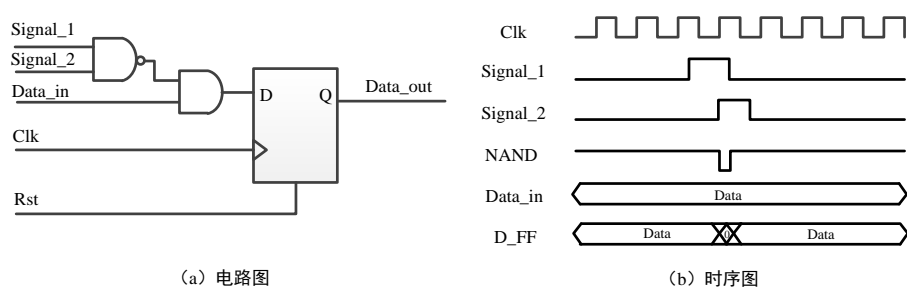 Signal_1
Signal_2
Data_in
Clk
Rst
D
Q
Data_out
(a)电路图
Clk
Signal_1
Signal_2
NAND
Data_in
Data
D_FF
Data
0
Data
(b)时序图